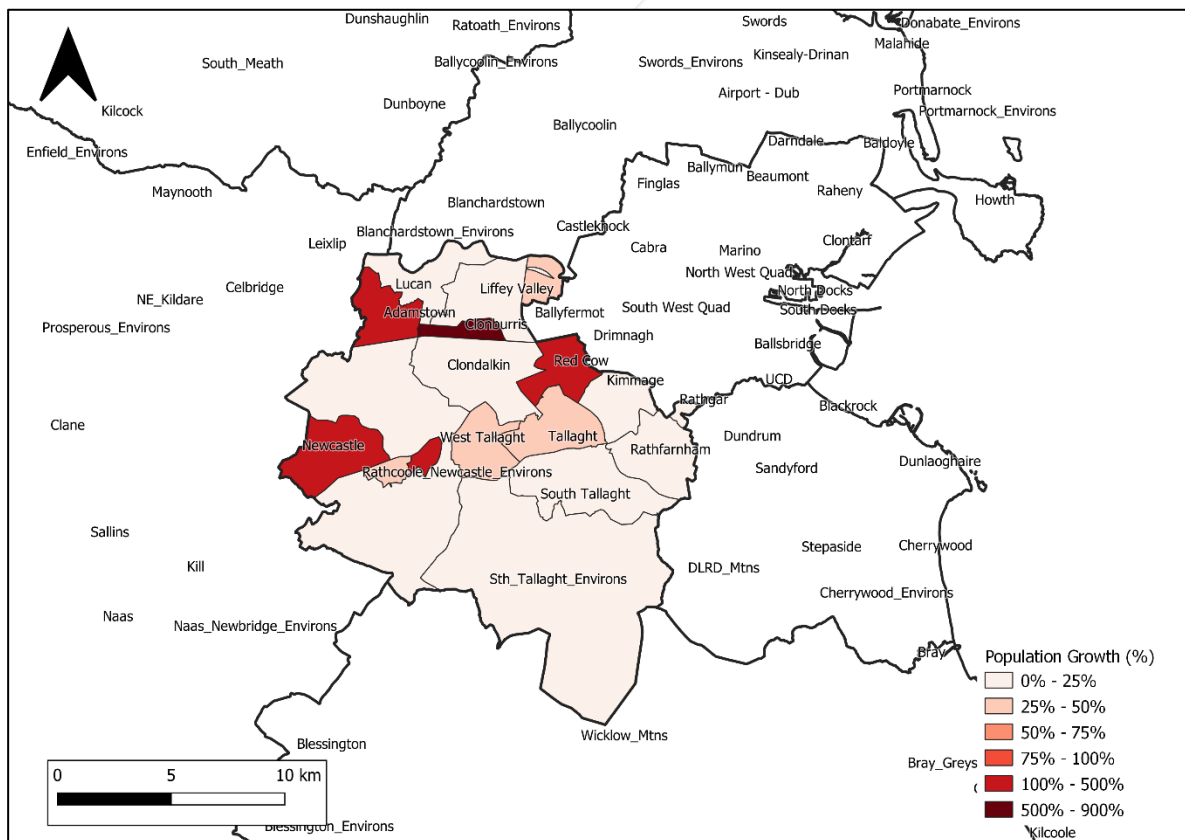 Dunshaughlin
Ratoath_Environs
Swords
Donabate_Environs
Malahide
South_Meath
Ballycoolin_Environs
Swords_Environs
Kinsealy-Drinan
Kilcock
Dunboyne
Airport - Dub
Portmarnock
Portmarnock_Environs
Ballycoolin
Enfield_Environs
Darndale
Baldoyle
Maynooth
Finglas
Ballymun
Beaumont
Raheny
Howth
Blanchardstown
Leixlip
Blanchardstown_Environs
Castleknock
Cabra
Marino
Clontarf
NE_Kildare
Celbridge
Lucan
Liffey Valley
North West Quad
North Docks
Prosperous_Environs
Adamstown
Clonburris
Ballyfermot
South West Quad
South Docks
Drimnagh
Ballsbridge
Clondalkin
Red Cow
Kimmage
UCD
Rathgar
Blackrock
Clane
Newcastle
West Tallaght
Tallaght
Rathfarnham
Dundrum
Sandyford
Dunlaoghaire
Rathcoole_Newcastle_Environs
South Tallaght
Sallins
Stepaside
Cherrywood
Kill
Sth_Tallaght_Environs
DLRD_Mtns
Cherrywood_Environs
Naas
Naas_Newbridge_Environs
Bray
Wicklow_Mtns
Blessington
Bray_Greys
Population Growth (%)
0% - 25%
25% - 50%
50% - 75%
75% - 100%
100% - 500%
500% - 900%
0 5 10 km
Blessington_Environs
Kilcoole